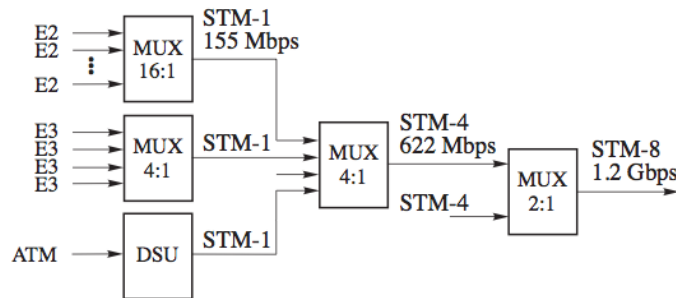 E2
E2
E2
MUX
16:1
STM-1
155 Mbps
E3
E3
E3
E3
MUX
4:1
STM-1
ATM
DSU
STM-1
MUX
4:1
STM-4
622 Mbps
STM-4
MUX
2:1
STM-8
1.2 Gbps